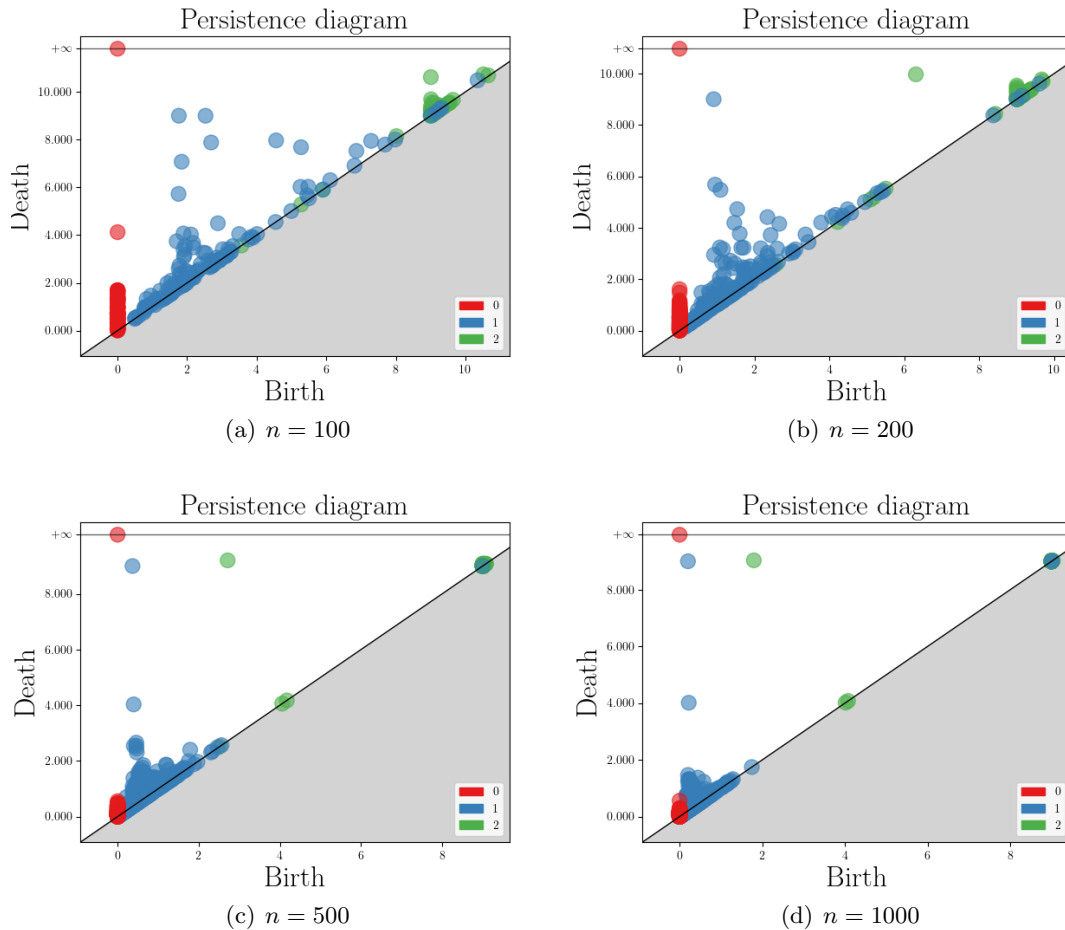 Persistence diagram
Death
+∞
10.000
8.000
6.000
4.000
2.000
0.000
0 2 4 6 8 10
Birth
0
1
2
(a) n = 100
Persistence diagram
Death
+∞
10.000
8.000
6.000
4.000
2.000
0.000
0 2 4 6 8 10
Birth
0
1
2
(b) n = 200
Persistence diagram
Death
+∞
8.000
6.000
4.000
2.000
0.000
0 2 4 6 8
Birth
0
1
2
(c) n = 500
Persistence diagram
Death
+∞
8.000
6.000
4.000
2.000
0.000
0 2 4 6 8
Birth
0
1
2
(d) n = 1000